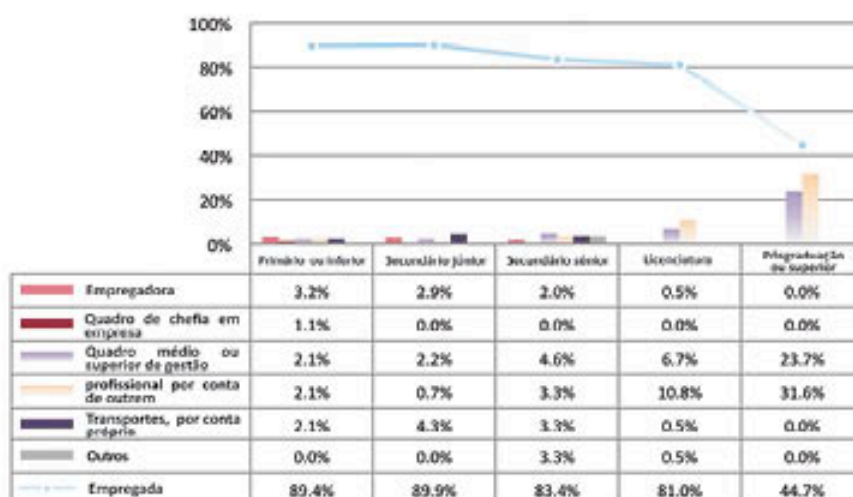 100%
80%
60%
40%
20%
0%
Primário ou inferior Secundário júnior Secundário sénior Licenciatura Pósgraduação
ou superior
Empregadora 3.2% 2.9% 2.0% 0.5% 0.0%
Quadro de chefia em
empresa 1.1% 0.0% 0.0% 0.0% 0.0%
Quadro médio ou
superior de gestão 2.1% 2.2% 4.6% 6.7% 23.7%
profissional por conta
de outrem 2.1% 0.7% 3.3% 10.8% 31.6%
Transportes, por conta
próprio 2.1% 4.3% 3.3% 0.5% 0.0%
Outros 0.0% 0.0% 3.3% 0.5% 0.0%
Empregada 89.4% 89.9% 83.4% 81.0% 44.7%